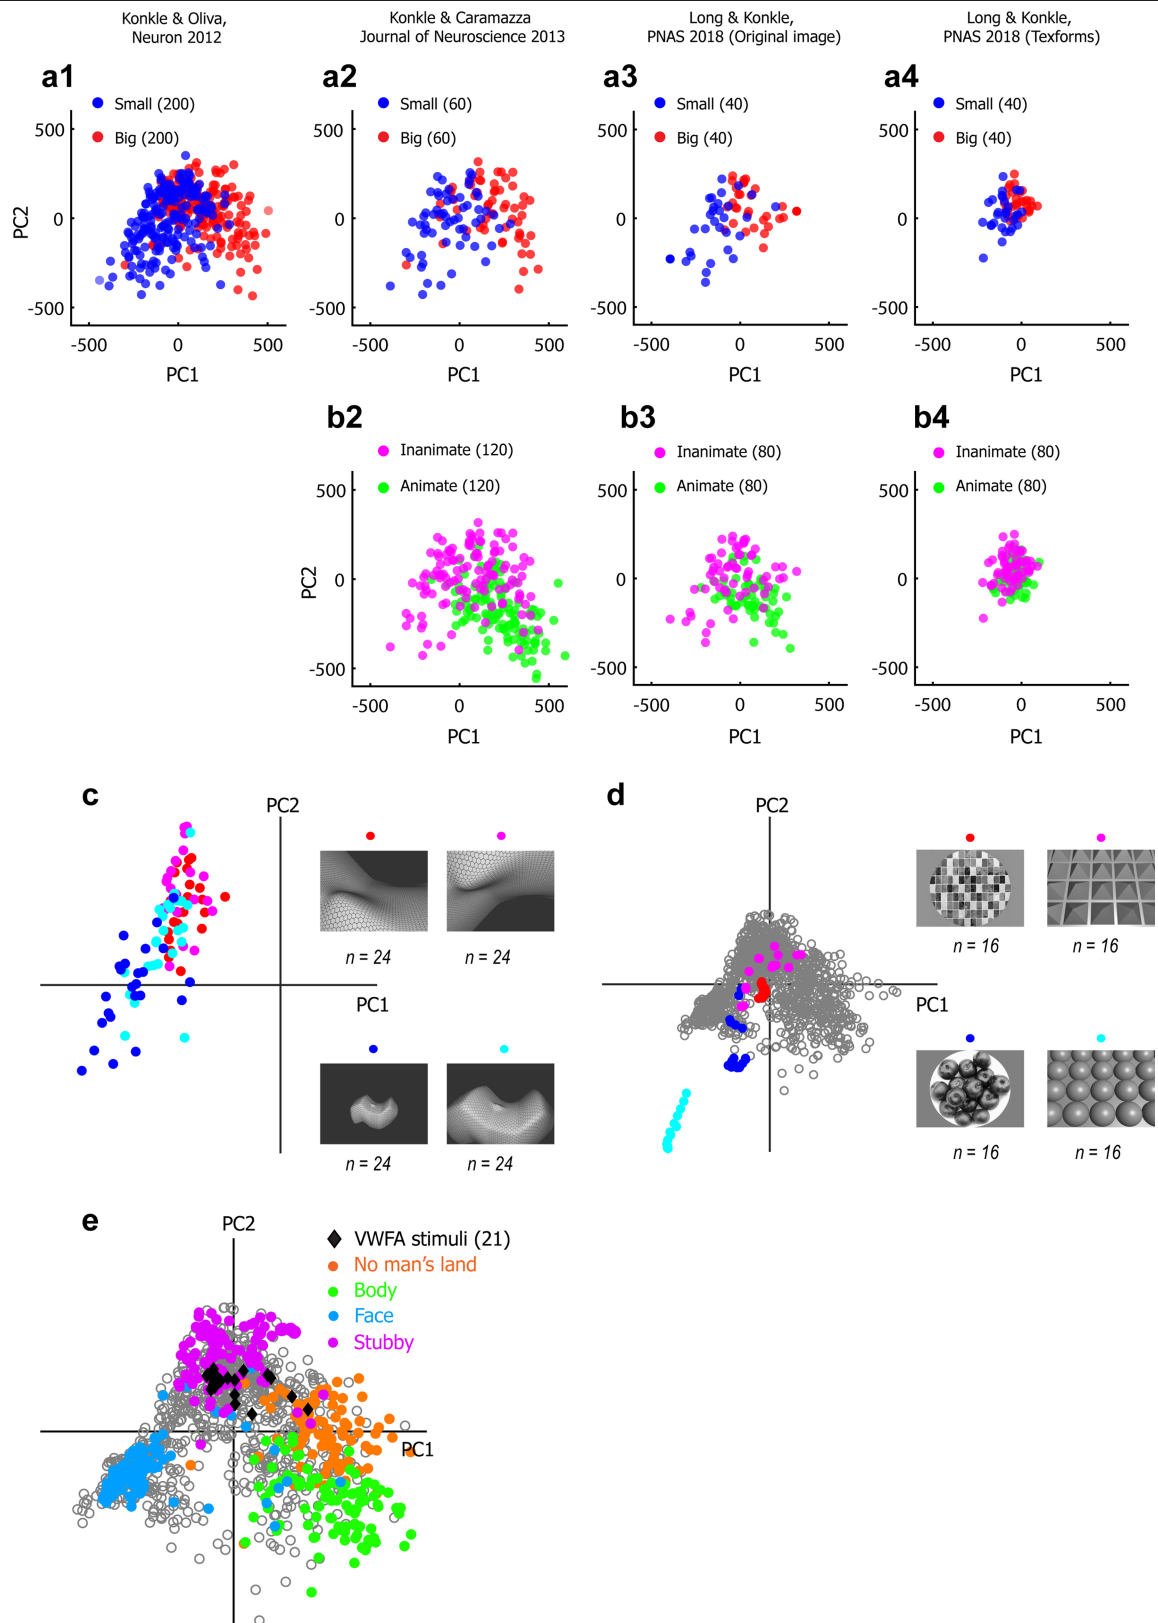 Konkle & Oliva,
Neuron 2012
Konkle & Caramazza
Journal of Neuroscience 2013
Long & Konkle,
PNAS 2018 (Original image)
Long & Konkle,
PNAS 2018 (Texforms)
a1
Small (200)
Big (200)
500
0
-500
PC2
-500 0 500
PC1
a2
Small (60)
Big (60)
500
0
-500
-500 0 500
PC1
a3
Small (40)
Big (40)
500
0
-500
-500 0 500
PC1
a4
Small (40)
Big (40)
500
0
-500
-500 0 500
PC1
b2
Inanimate (120)
Animate (120)
500
0
-500
PC2
-500 0 500
PC1
b3
Inanimate (80)
Animate (80)
500
0
-500
-500 0 500
PC1
b4
Inanimate (80)
Animate (80)
500
0
-500
-500 0 500
PC1
c
PC2
PC1
n = 24
n = 24
n = 24
n = 24
d
PC2
PC1
n = 16
n = 16
n = 16
n = 16
e
PC2
PC1
VWFA stimuli (21)
No man's land
Body
Face
Stubby